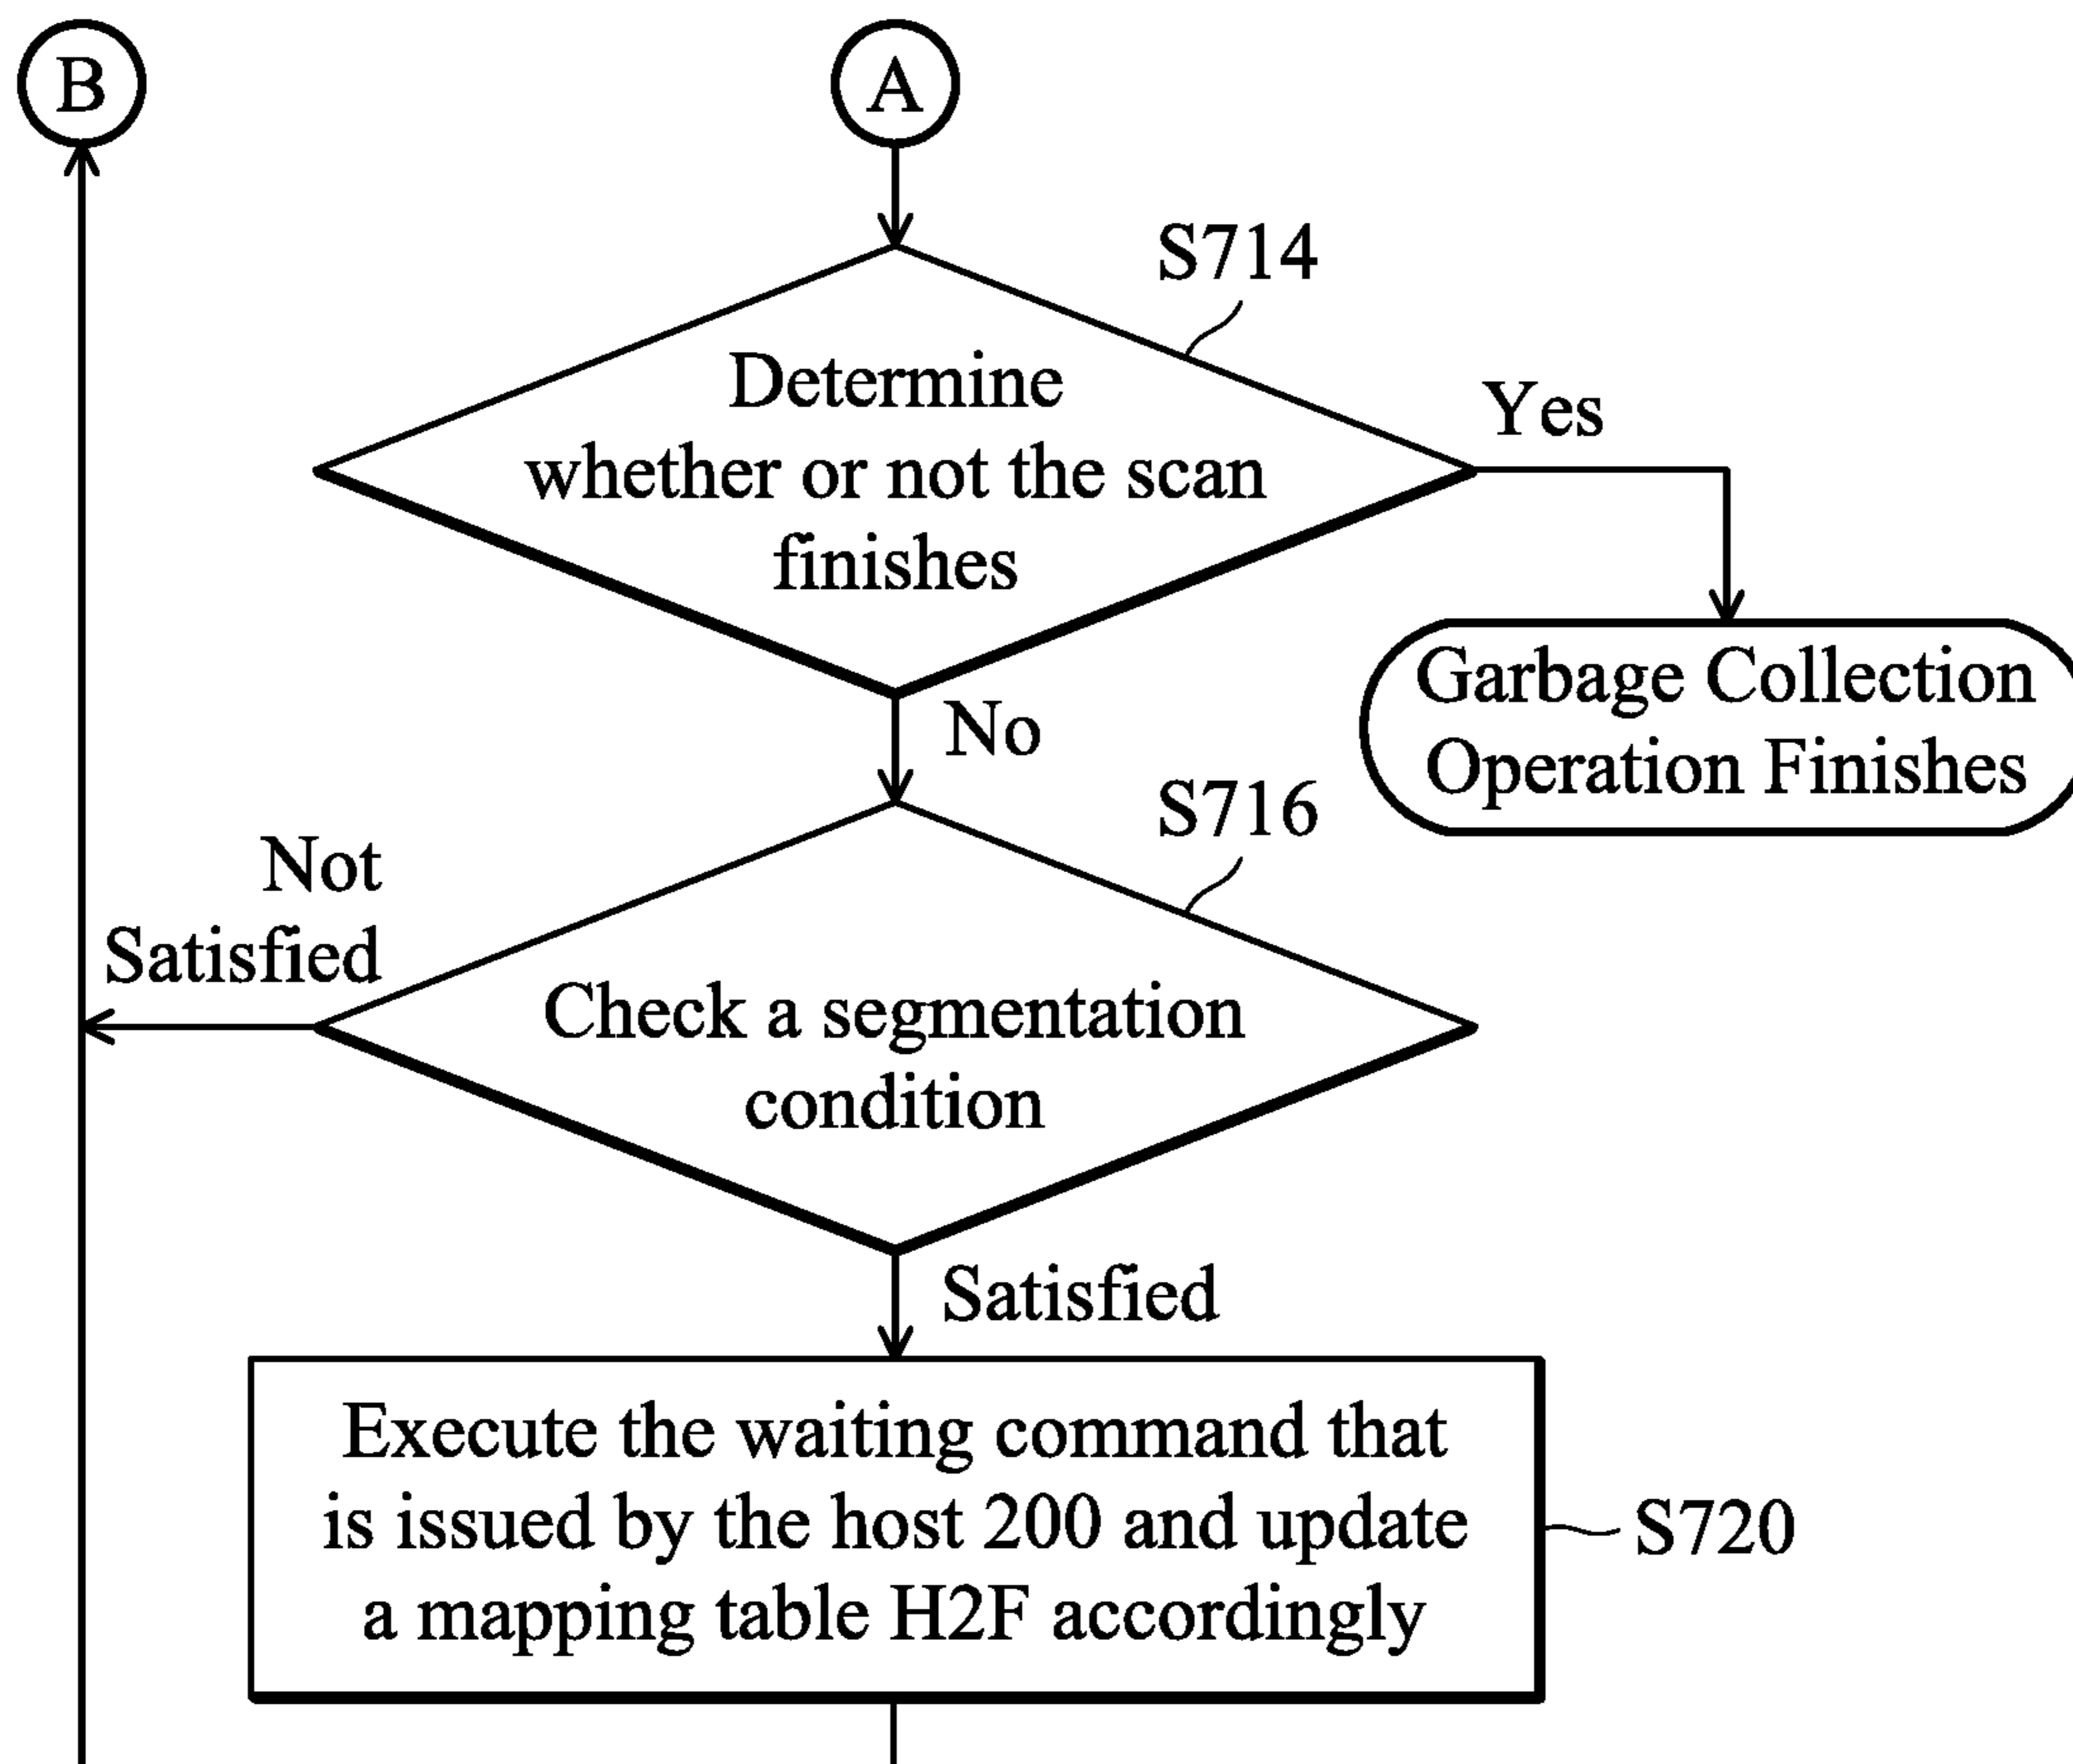 B
A
S714
Determine
whether or not the scan
finishes
Yes
Garbage Collection
Operation Finishes
No
S716
Not
Satisfied
Check a segmentation
condition
Satisfied
Execute the waiting command that
is issued by the host 200 and update
a mapping table H2F accordingly
S720